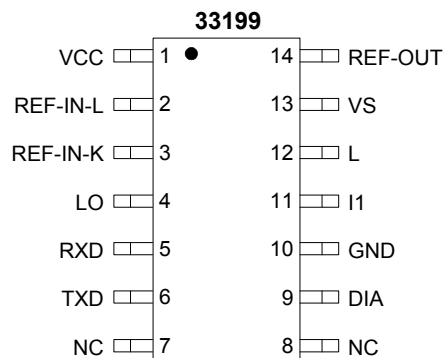 33199
VCC 1 14 REF-OUT
REF-IN-L 2 13 VS
REF-IN-K 3 12 L
LO 4 11 I1
RXD 5 10 GND
TXD 6 9 DIA
NC 7 8 NC